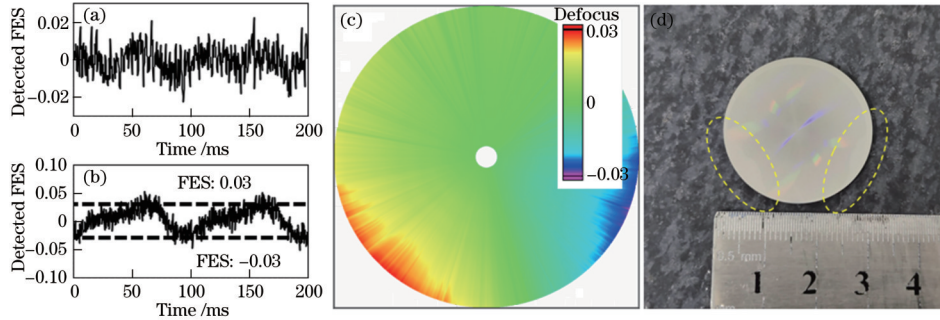 (a)
Detected FES
0.02
0
−0.02
0
50
100
150
200
Time /ms
(b)
Detected FES
0.10
0.05
0
−0.05
−0.10
FES: 0.03
FES: −0.03
0
50
100
150
200
Time /ms
(c)
Defocus
0.03
0
−0.03
(d)
1 2 3 4